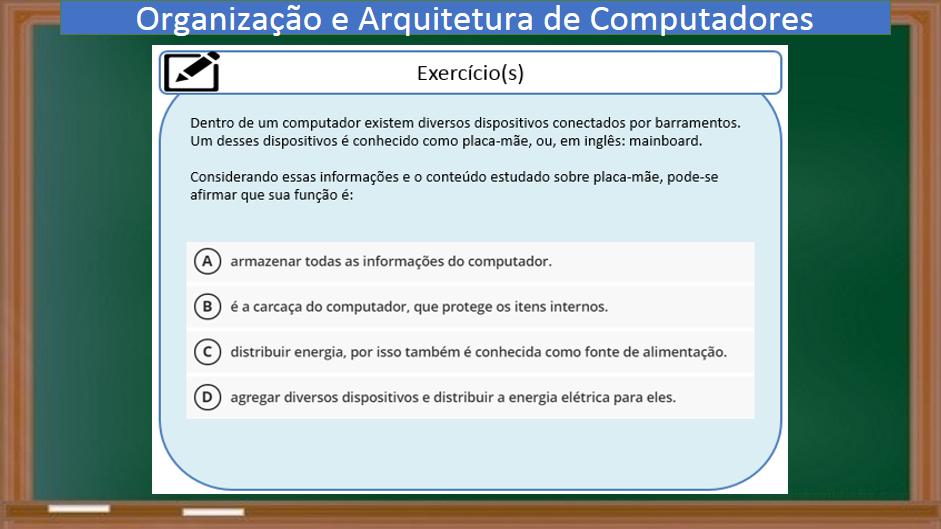 Organização e Arquitetura de Computadores
Exercício(s)
Dentro de um computador existem diversos dispositivos conectados por barramentos.
Um desses dispositivos é conhecido como placa-mãe, ou, em inglês: mainboard.
Considerando essas informações e o conteúdo estudado sobre placa-mãe, pode-se
afirmar que sua função é:
A armazenar todas as informações do computador.
B é a carcaça do computador, que protege os itens internos.
C distribuir energia, por isso também é conhecida como fonte de alimentação.
D agregar diversos dispositivos e distribuir a energia elétrica para eles.